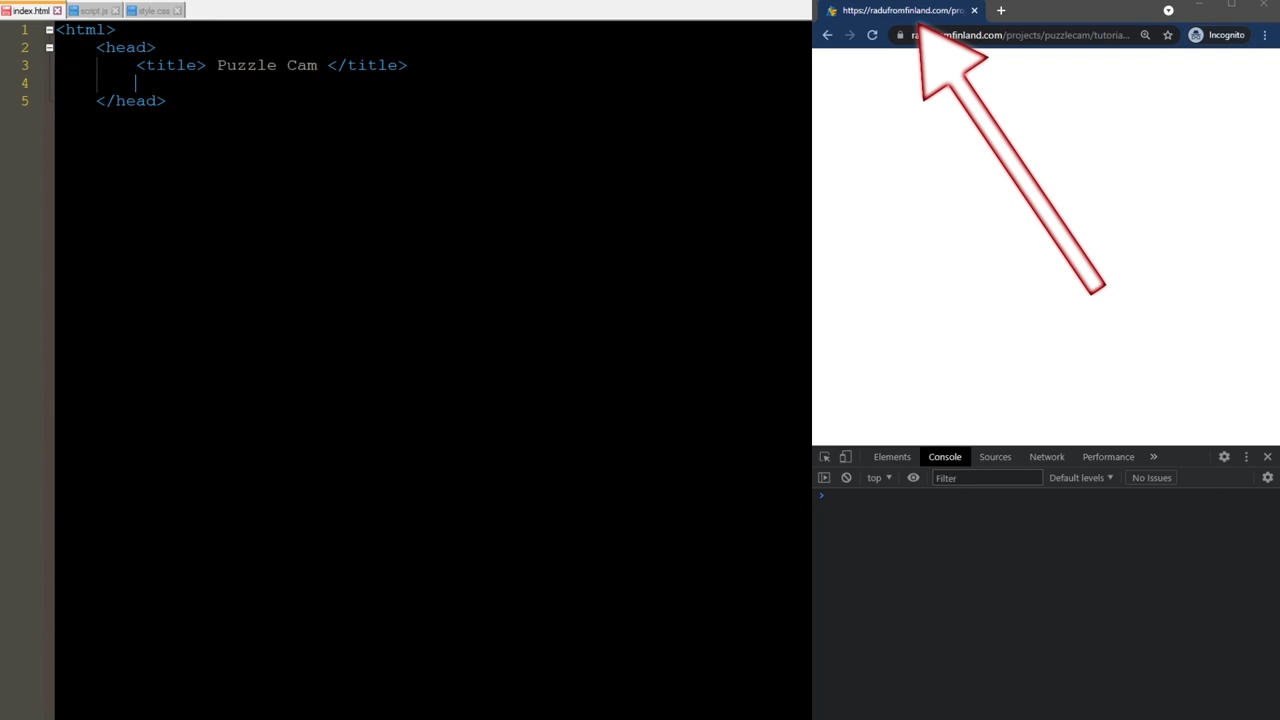 index.html script.js style.css
1 <html>
2 <head>
3 <title> Puzzle Cam </title>
4
5 </head>
https://radufromfinland.com/pro
.com/projects/puzzlecam/tutoria... Incognito
Elements Console Sources Network Performance »
top Filter Default levels No Issues